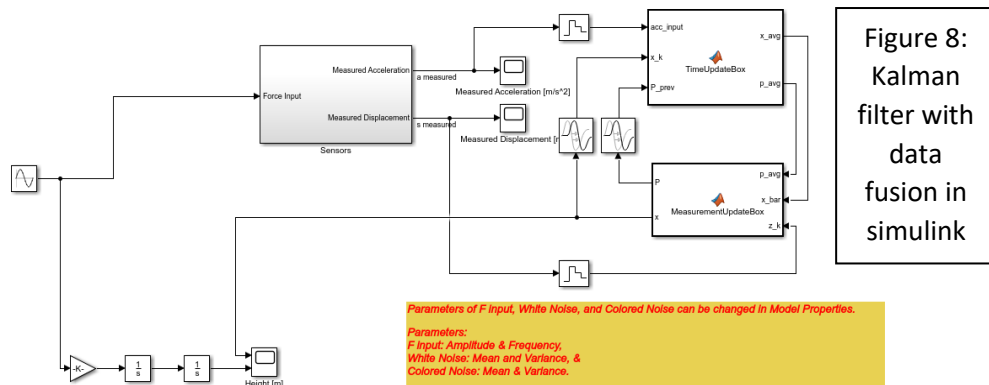 acc_input
x_k
P_prev
TimeUpdateBox
x_avg
p_avg
Force Input
Measured Acceleration
Measured Displacement
Sensors
a measured
s measured
Measured Acceleration [m/s^2]
Measured Displacement [r
p_avg
x_bar
z_k
P
x
MeasurementUpdateBox
-K-
1
s
1
s
Height [m]
Parameters of F Input, White Noise, and Colored Noise can be changed in Model Properties.
Parameters:
F Input: Amplitude & Frequency,
White Noise: Mean and Variance, &
Colored Noise: Mean & Variance.
Figure 8:
Kalman
filter with
data
fusion in
simulink